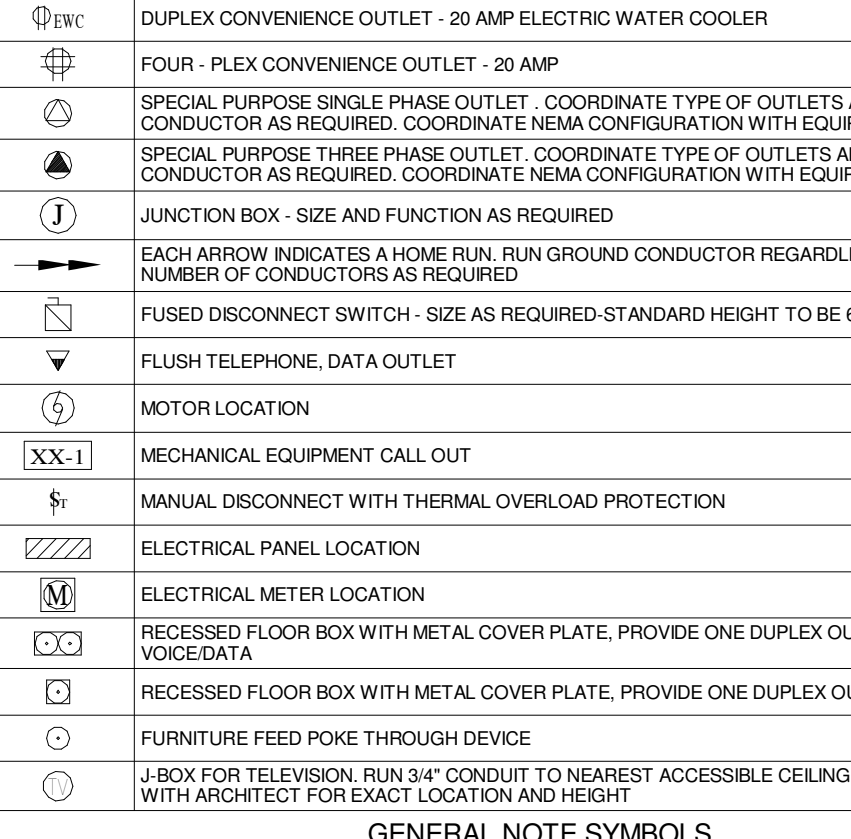 EWC DUPLEX CONVENIENCE OUTLET - 20 AMP ELECTRIC WATER COOLER
FOUR - PLEX CONVENIENCE OUTLET - 20 AMP
SPECIAL PURPOSE SINGLE PHASE OUTLET . COORDINATE TYPE OF OUTLETS
CONDUCTOR AS REQUIRED. COORDINATE NEMA CONFIGURATION WITH
SPECIAL PURPOSE THREE PHASE OUTLET. COORDINATE TYPE OF OUTLETS
CONDUCTOR AS REQUIRED. COORDINATE NEMA CONFIGURATION WITH
J JUNCTION BOX - SIZE AND FUNCTION AS REQUIRED
EACH ARROW INDICATES A HOME RUN. RUN GROUND CONDUCTOR
NUMBER OF CONDUCTORS AS REQUIRED
FUSED DISCONNECT SWITCH - SIZE AS REQUIRED-STANDARD HEIGHT TO BE
FLUSH TELEPHONE, DATA OUTLET
MOTOR LOCATION
XX-1 MECHANICAL EQUIPMENT CALL OUT
$T MANUAL DISCONNECT WITH THERMAL OVERLOAD PROTECTION
ELECTRICAL PANEL LOCATION
M ELECTRICAL METER LOCATION
RECESSED FLOOR BOX WITH METAL COVER PLATE, PROVIDE ONE DUPLEX
VOICE/DATA
RECESSED FLOOR BOX WITH METAL COVER PLATE, PROVIDE ONE DUPLEX
FURNITURE FEED POKE THROUGH DEVICE
TV J-BOX FOR TELEVISION. RUN 3/4" CONDUIT TO NEAREST ACCESSIBLE CEILING
WITH ARCHITECT FOR EXACT LOCATION AND HEIGHT
GENERAL NOTE SYMBOLS